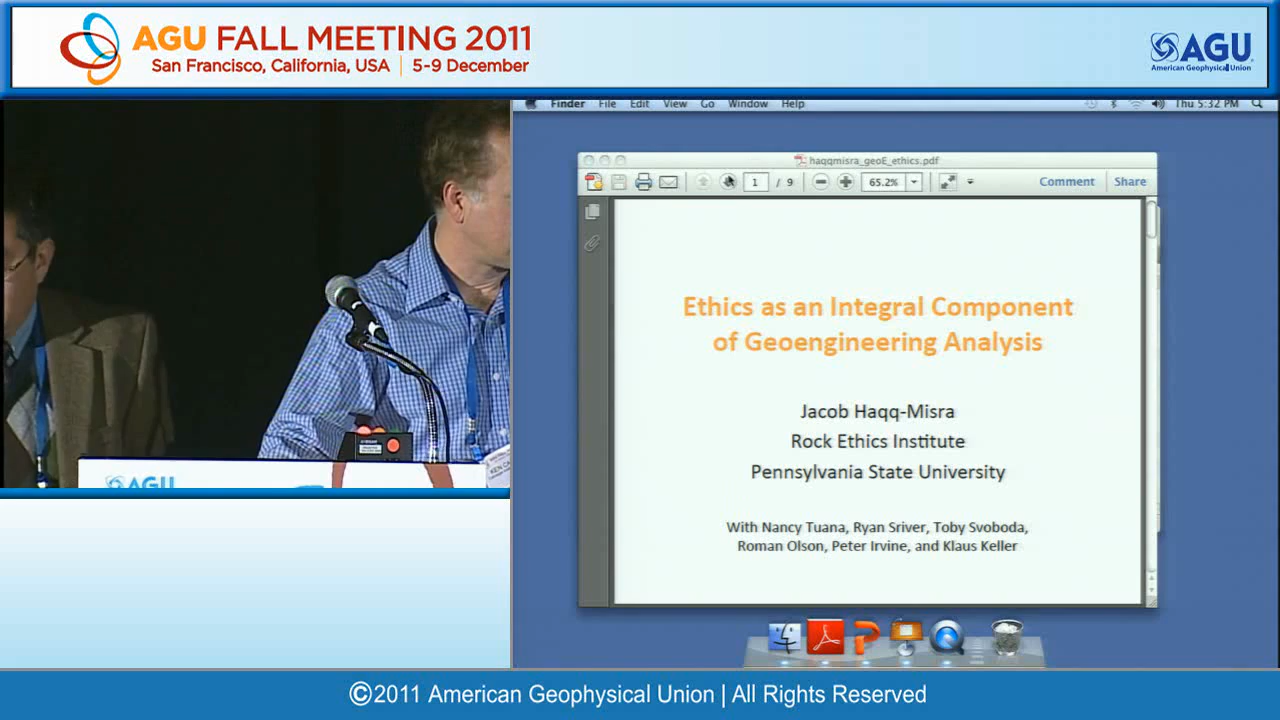 AGU FALL MEETING 2011
San Francisco, California, USA | 5-9 December
AGU
American Geophysical Union
Finder File Edit View Go Window Help
Thu 5:32 PM
haqqmisra_geoE_ethics.pdf
1 / 9
65.2%
Comment
Share
Ethics as an Integral Component
of Geoengineering Analysis
Jacob Haqq-Misra
Rock Ethics Institute
Pennsylvania State University
With Nancy Tuana, Ryan Sriver, Toby Svoboda,
Roman Olson, Peter Irvine, and Klaus Keller
AGU
©2011 American Geophysical Union | All Rights Reserved